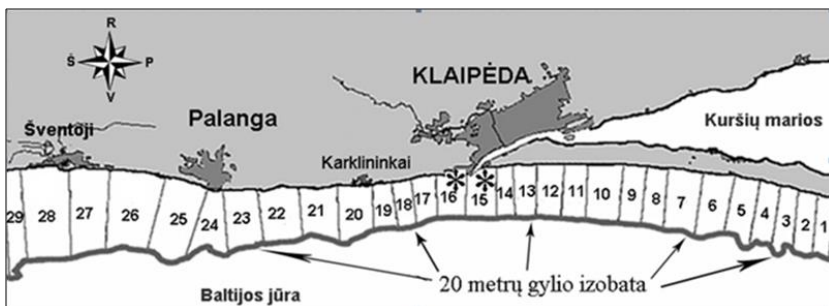 R
Š P
V
KLAIPĖDA
Šventoji
Palanga
Kuršių marios
Karklininkai
29 28 27 26 25 24 23 22 21 20 19 18 17 16 15 14 13 12 11 10 9 8 7 6 5 4 3 2 1
20 metrų gylio izobata
Baltijos jūra